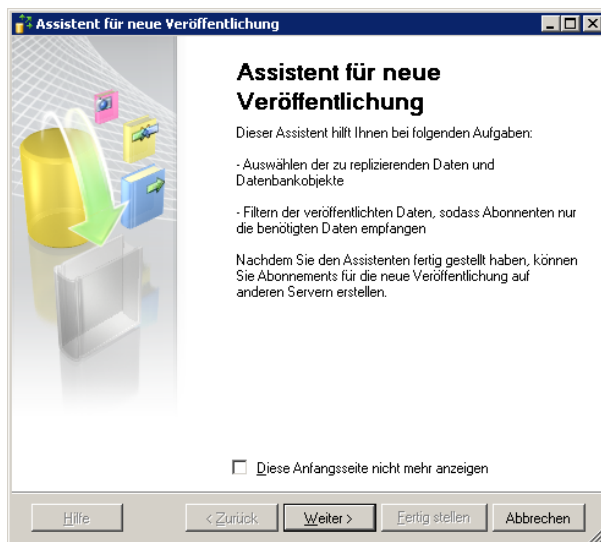 Assistent für neue Veröffentlichung
Assistent für neue
Veröffentlichung
Dieser Assistent hilft Ihnen bei folgenden Aufgaben:
- Auswählen der zu replizierenden Daten und
Datenbankobjekte
- Filtern der veröffentlichten Daten, sodass Abonnenten nur
die benötigten Daten empfangen
Nachdem Sie den Assistenten fertig gestellt haben, können
Sie Abonnements für die neue Veröffentlichung auf
anderen Servern erstellen.
Diese Anfangsseite nicht mehr anzeigen
Hilfe
< Zurück
Weiter >
Fertig stellen
Abbrechen